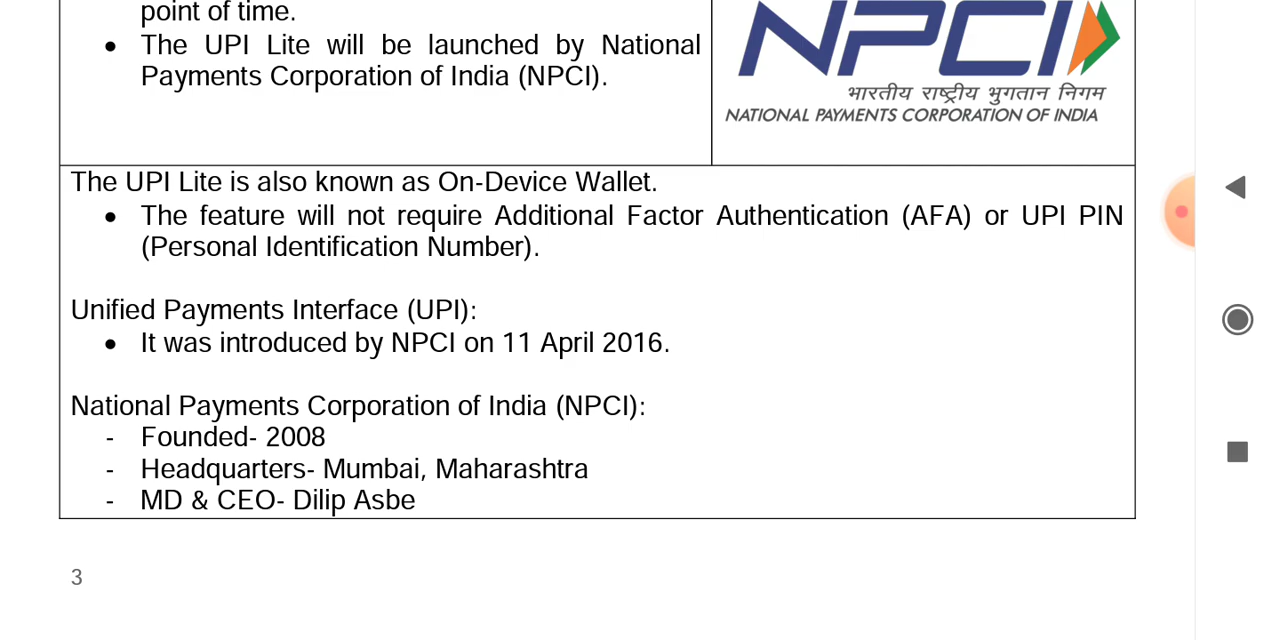 point of time.
• The UPI Lite will be launched by National
Payments Corporation of India (NPCI).
NPCI
भारतीय राष्ट्रीय भुगतान निगम
NATIONAL PAYMENTS CORPORATION OF INDIA
The UPI Lite is also known as On-Device Wallet.
• The feature will not require Additional Factor Authentication (AFA) or UPI PIN
(Personal Identification Number).
Unified Payments Interface (UPI):
• It was introduced by NPCI on 11 April 2016.
National Payments Corporation of India (NPCI):
- Founded- 2008
- Headquarters- Mumbai, Maharashtra
- MD & CEO- Dilip Asbe
3